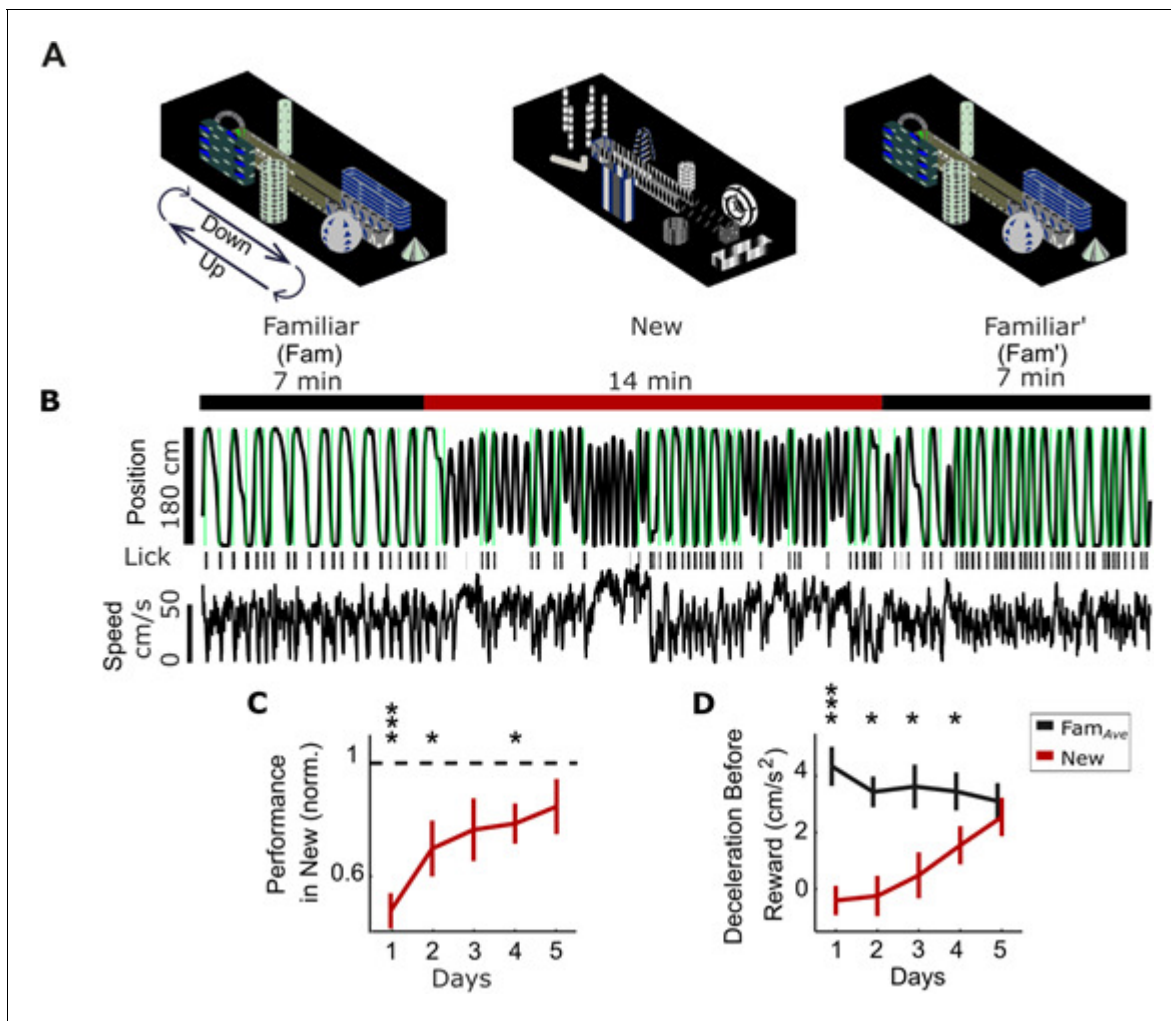 A
Down
Up
Familiar
(Fam)
7 min
New
14 min
Familiar'
(Fam')
7 min
B
Position
180 cm
Lick
Speed
cm/s
0 50
C
***
*
*
Performance
in New (norm.)
1
0.6
1 2 3 4 5
Days
D
***
*
*
*
Fam_Ave
New
Deceleration Before
Reward (cm/s²)
4
2
0
1 2 3 4 5
Days